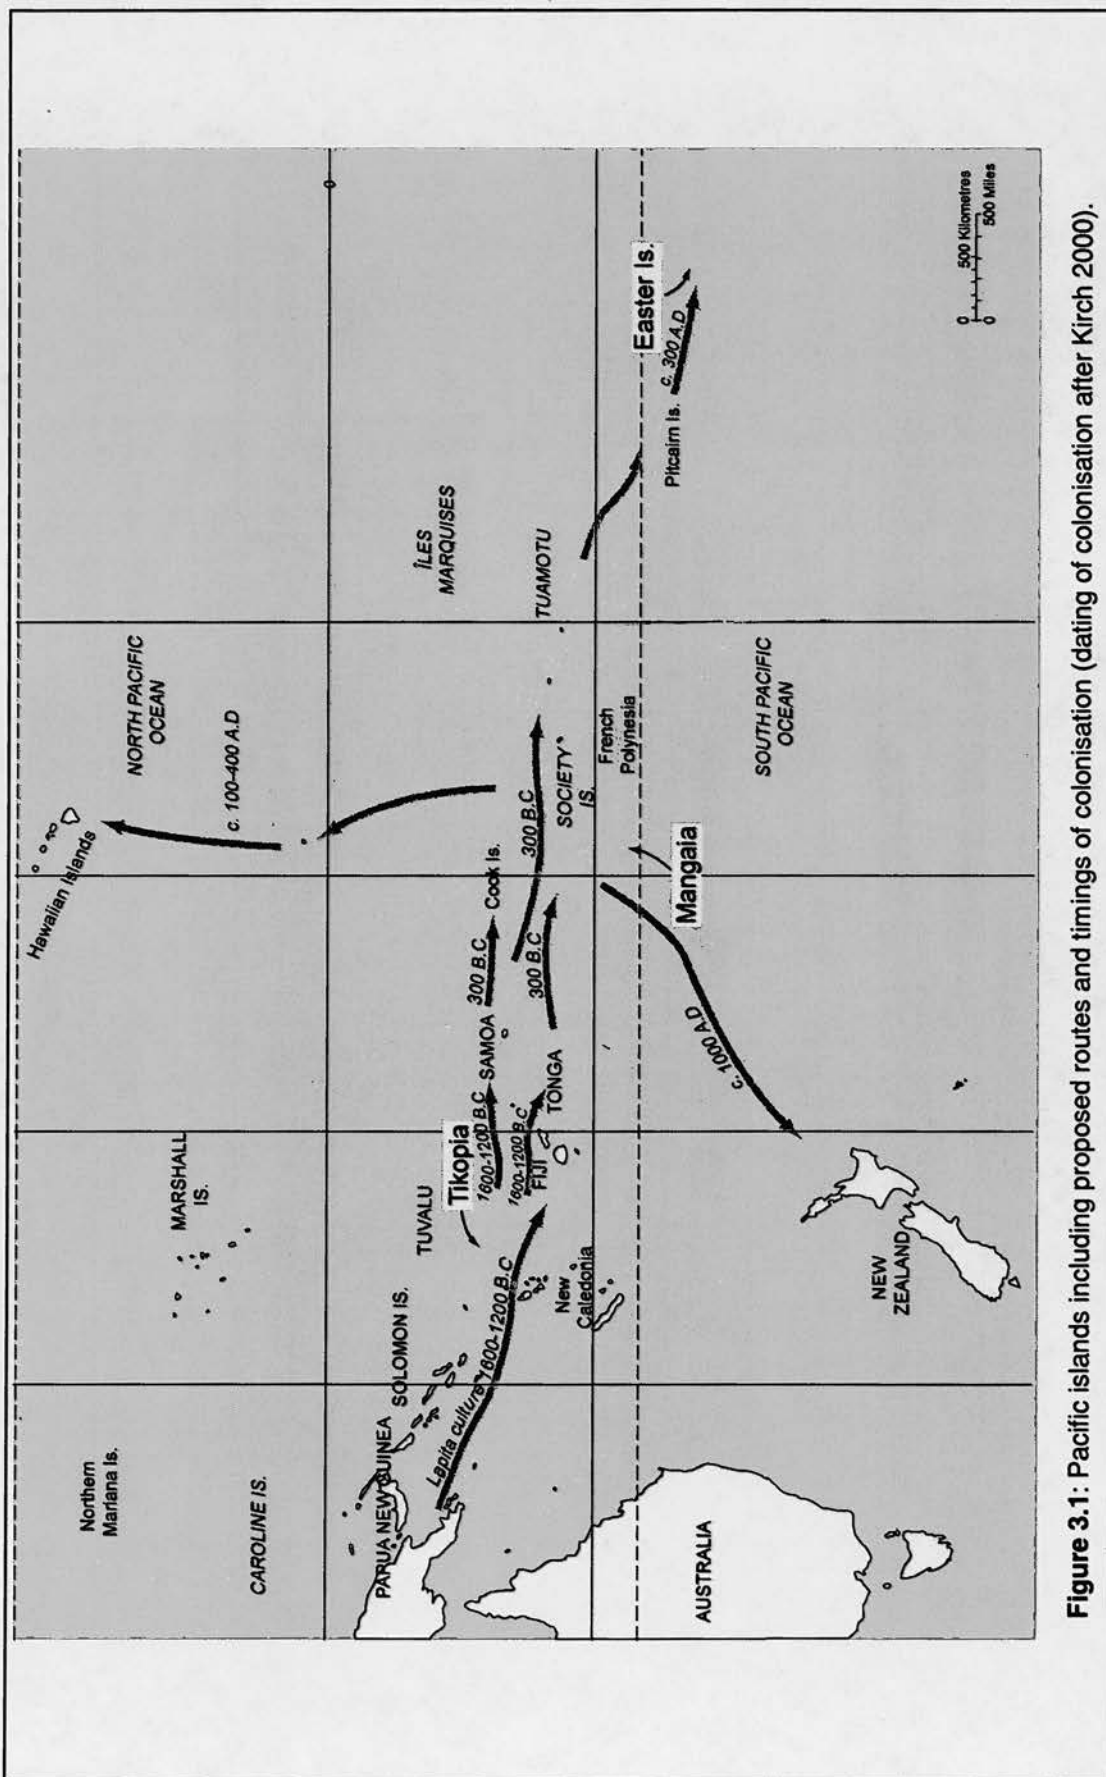 Northern
Mariana Is.
CAROLINE IS.
MARSHALL
IS.
Hawaiian Islands
c. 100-400 A.D
NORTH PACIFIC
OCEAN
0
PAPUA NEW GUINEA
SOLOMON IS.
TUVALU
Tikopia
Lapita culture 1600-1200 B.C
1600-1200 B.C
SAMOA
300 B.C
Cook Is.
1600-1200 B.C
FIJI
TONGA
300 B.C
300 B.C
SOCIETY
IS.
ÎLES
MARQUISES
TUAMOTU
New
Caledonia
French
Polynesia
Mangaia
Pitcairn Is.
c. 300 A.D
Easter Is.
AUSTRALIA
NEW
ZEALAND
c. 1000 A.D
SOUTH PACIFIC
OCEAN
0 500 Kilometres
0 500 Miles
Figure 3.1: Pacific islands including proposed routes and timings of colonisation (dating of colonisation after Kirch 2000).